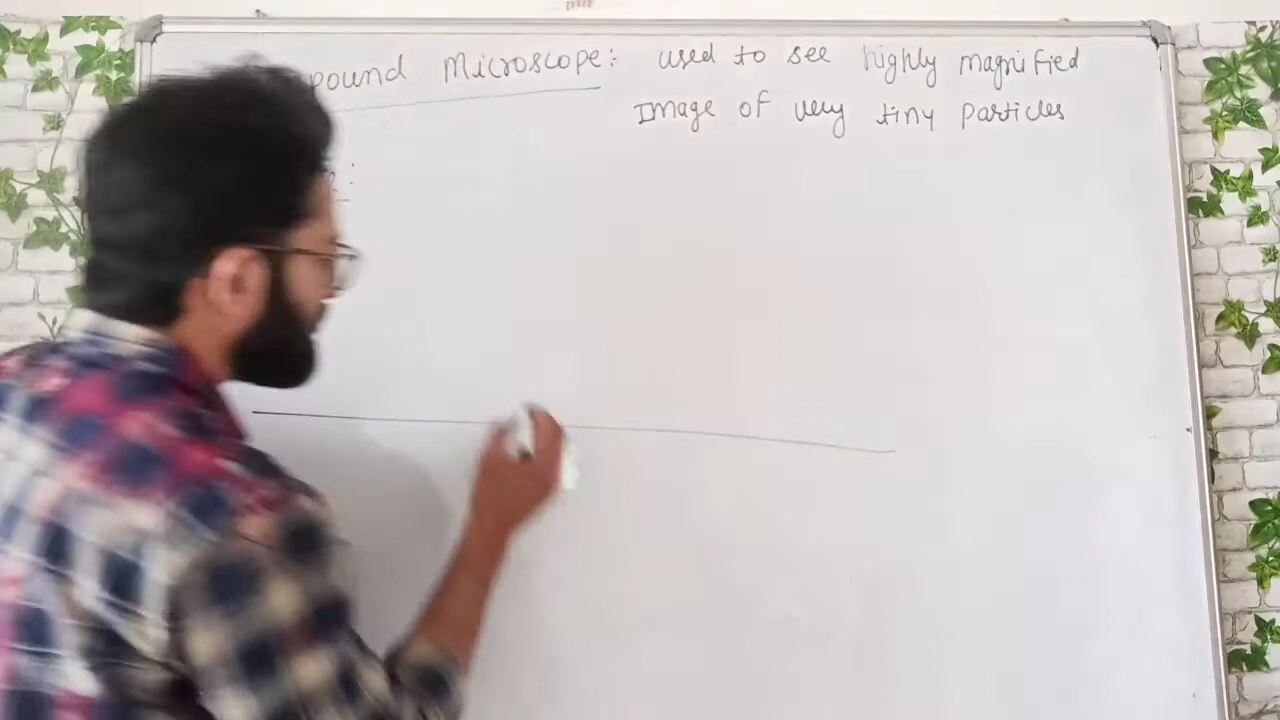 pound Microscope: used to see highly magnified
Image of very tiny particles